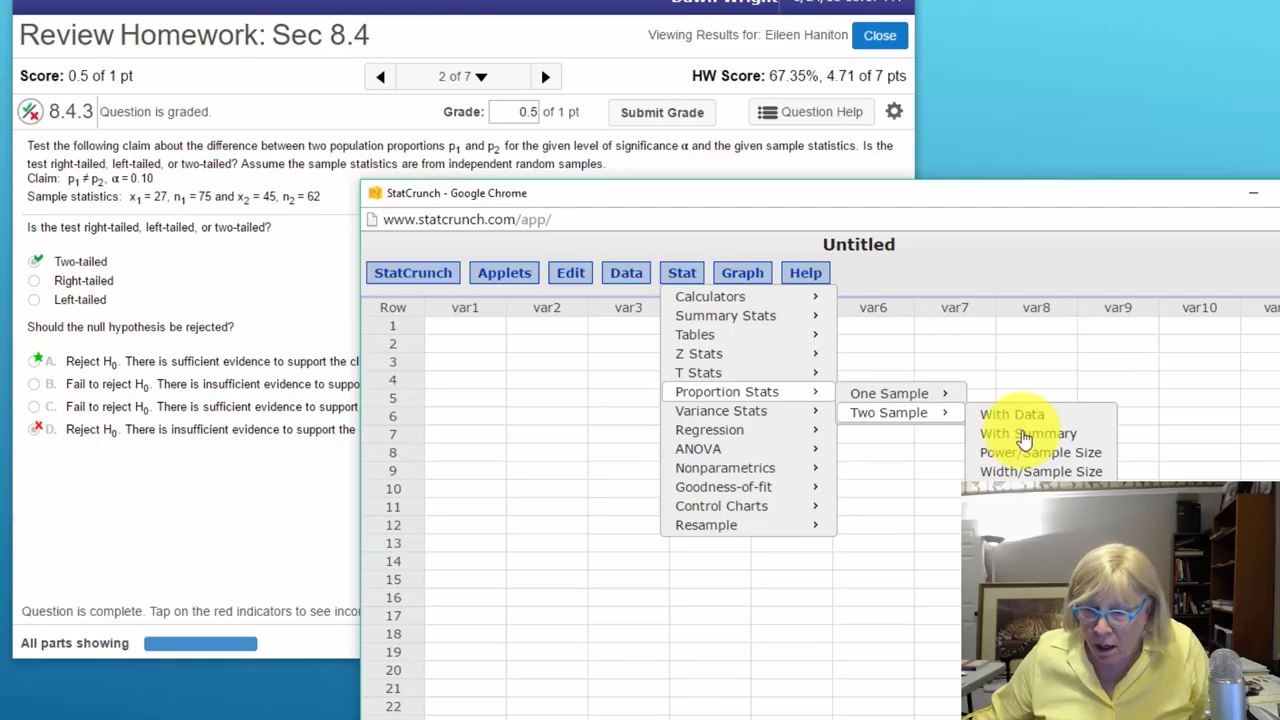 Review Homework: Sec 8.4
Viewing Results for: Eileen Haniton
Close
Score: 0.5 of 1 pt
2 of 7
HW Score: 67.35%, 4.71 of 7 pts
8.4.3
Question is graded.
Grade:
0.5
of 1 pt
Submit Grade
Question Help
Test the following claim about the difference between two population proportions p1 and p2 for the given level of significance α and the given sample statistics. Is the
test right-tailed, left-tailed, or two-tailed? Assume the sample statistics are from independent random samples.
Claim: p1 ≠ p2, α = 0.10
Sample statistics: x1 = 27, n1 = 75 and x2 = 45, n2 = 62
Is the test right-tailed, left-tailed, or two-tailed?
Two-tailed
Right-tailed
Left-tailed
Should the null hypothesis be rejected?
A. Reject H0. There is sufficient evidence to support the cl
B. Fail to reject H0. There is insufficient evidence to suppo
C. Fail to reject H0. There is sufficient evidence to support
D. Reject H0. There is insufficient evidence to support the
Question is complete. Tap on the red indicators to see inco
All parts showing
StatCrunch - Google Chrome
www.statcrunch.com/app/
Untitled
StatCrunch Applets Edit Data Stat Graph Help
Row var1 var2 var3 var6 var7 var8 var9 var10
1
2
3
4
5
6
7
8
9
10
11
12
13
14
15
16
17
18
19
20
21
22
Calculators
Summary Stats
Tables
Z Stats
T Stats
Proportion Stats
Variance Stats
Regression
ANOVA
Nonparametrics
Goodness-of-fit
Control Charts
Resample
One Sample
Two Sample
With Data
With Summary
Power/Sample Size
Width/Sample Size